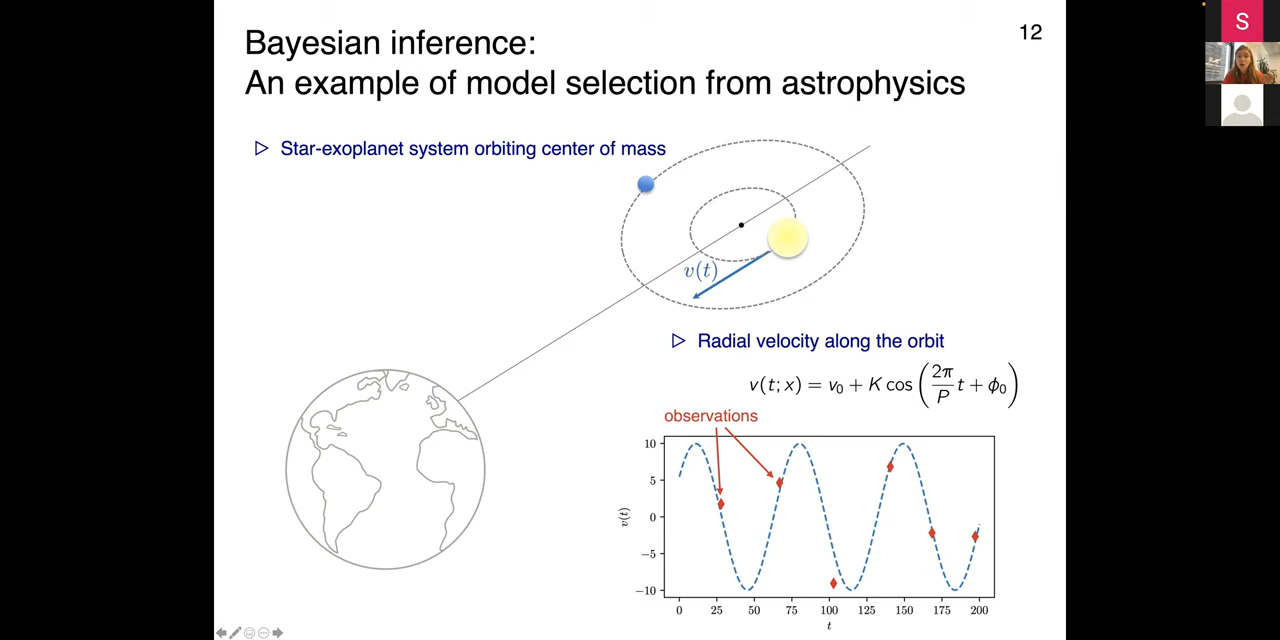 12
Bayesian inference:
An example of model selection from astrophysics
▷ Star-exoplanet system orbiting center of mass
v(t)
▷ Radial velocity along the orbit
v(t; x) = v₀ + K cos(2π/P t + ϕ₀)
observations
10
5
0
−5
−10
v(t)
0 25 50 75 100 125 150 175 200
t
S